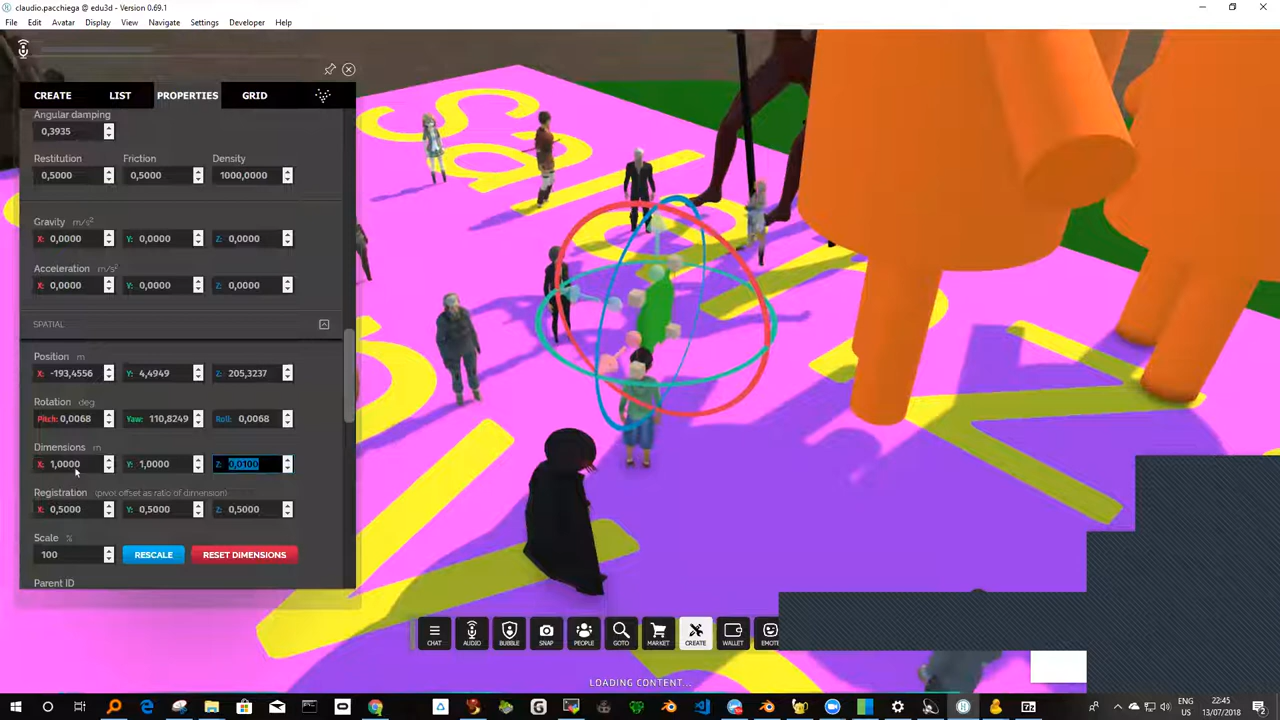 claudio.pacchiega @ edu3d – Version 0.69.1
File Edit Avatar Display View Navigate Settings Developer Help
CREATE LIST PROPERTIES GRID
Angular damping
0,3935
Restitution Friction Density
0,5000 0,5000 1000,0000
Gravity m/s²
X: 0,0000 Y: 0,0000 Z: 0,0000
Acceleration m/s²
X: 0,0000 Y: 0,0000 Z: 0,0000
SPATIAL
Position m
X: -193,4556 Y: 4,4949 Z: 205,3237
Rotation deg
Pitch: 0,0068 Yaw: 110,8249 Roll: 0,0068
Dimensions m
X: 1,0000 Y: 1,0000 Z: 0,0100
Registration (pivot offset as ratio of dimension)
X: 0,5000 Y: 0,5000 Z: 0,5000
Scale %
100 RESCALE RESET DIMENSIONS
Parent ID
CHAT AUDIO BUBBLE SNAP PEOPLE GOTO MARKET CREATE WALLET EMOTE
LOADING CONTENT...
ENG 22:45
US 13/07/2018